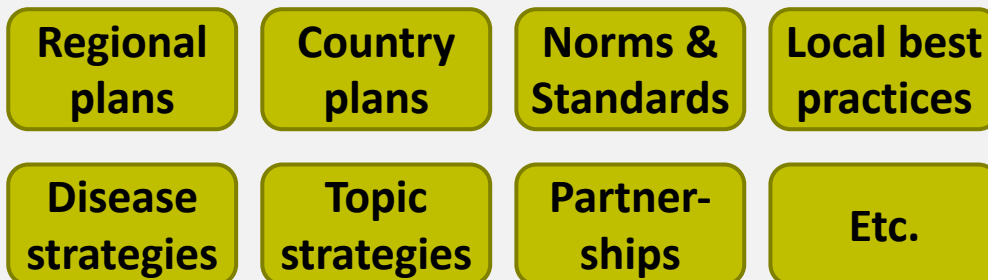 Regional
plans
Country
plans
Norms &
Standards
Local best
practices
Disease
strategies
Topic
strategies
Partner-
ships
Etc.